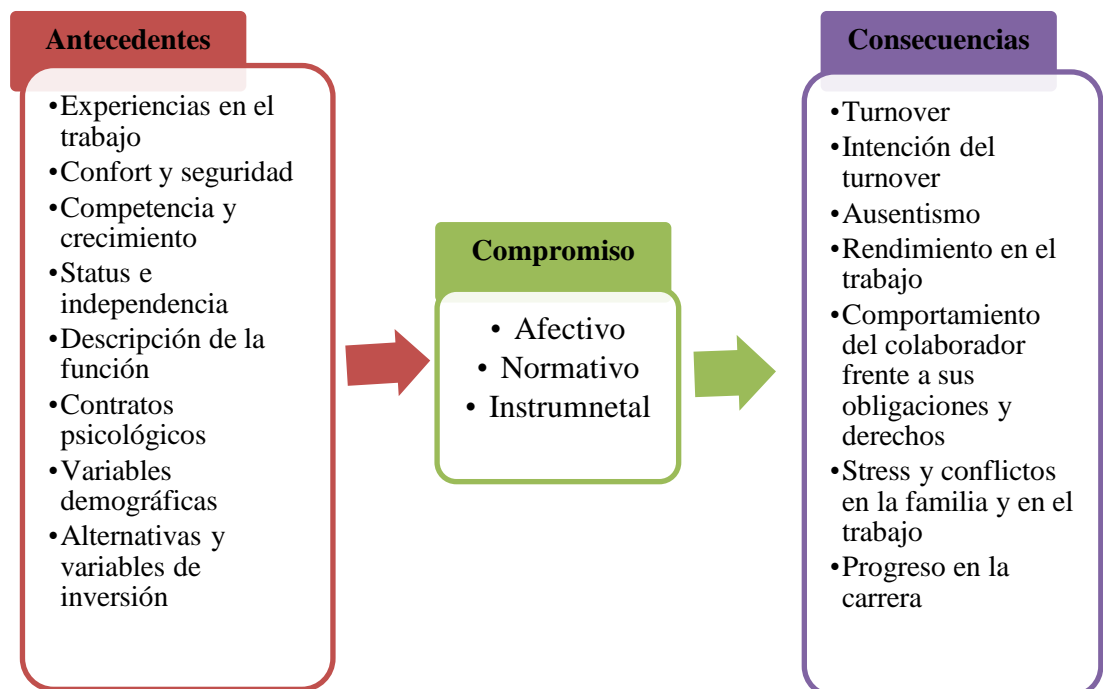 Antecedentes
•Experiencias en el
trabajo
•Confort y seguridad
•Competencia y
crecimiento
•Status e
independencia
•Descripción de la
función
•Contratos
psicológicos
•Variables
demográficas
•Alternativas y
variables de
inversión
Compromiso
• Afectivo
• Normativo
• Instrumnetal
Consecuencias
•Turnover
•Intención del
turnover
•Ausentismo
•Rendimiento en el
trabajo
•Comportamiento
del colaborador
frente a sus
obligaciones y
derechos
•Stress y conflictos
en la familia y en el
trabajo
•Progreso en la
carrera